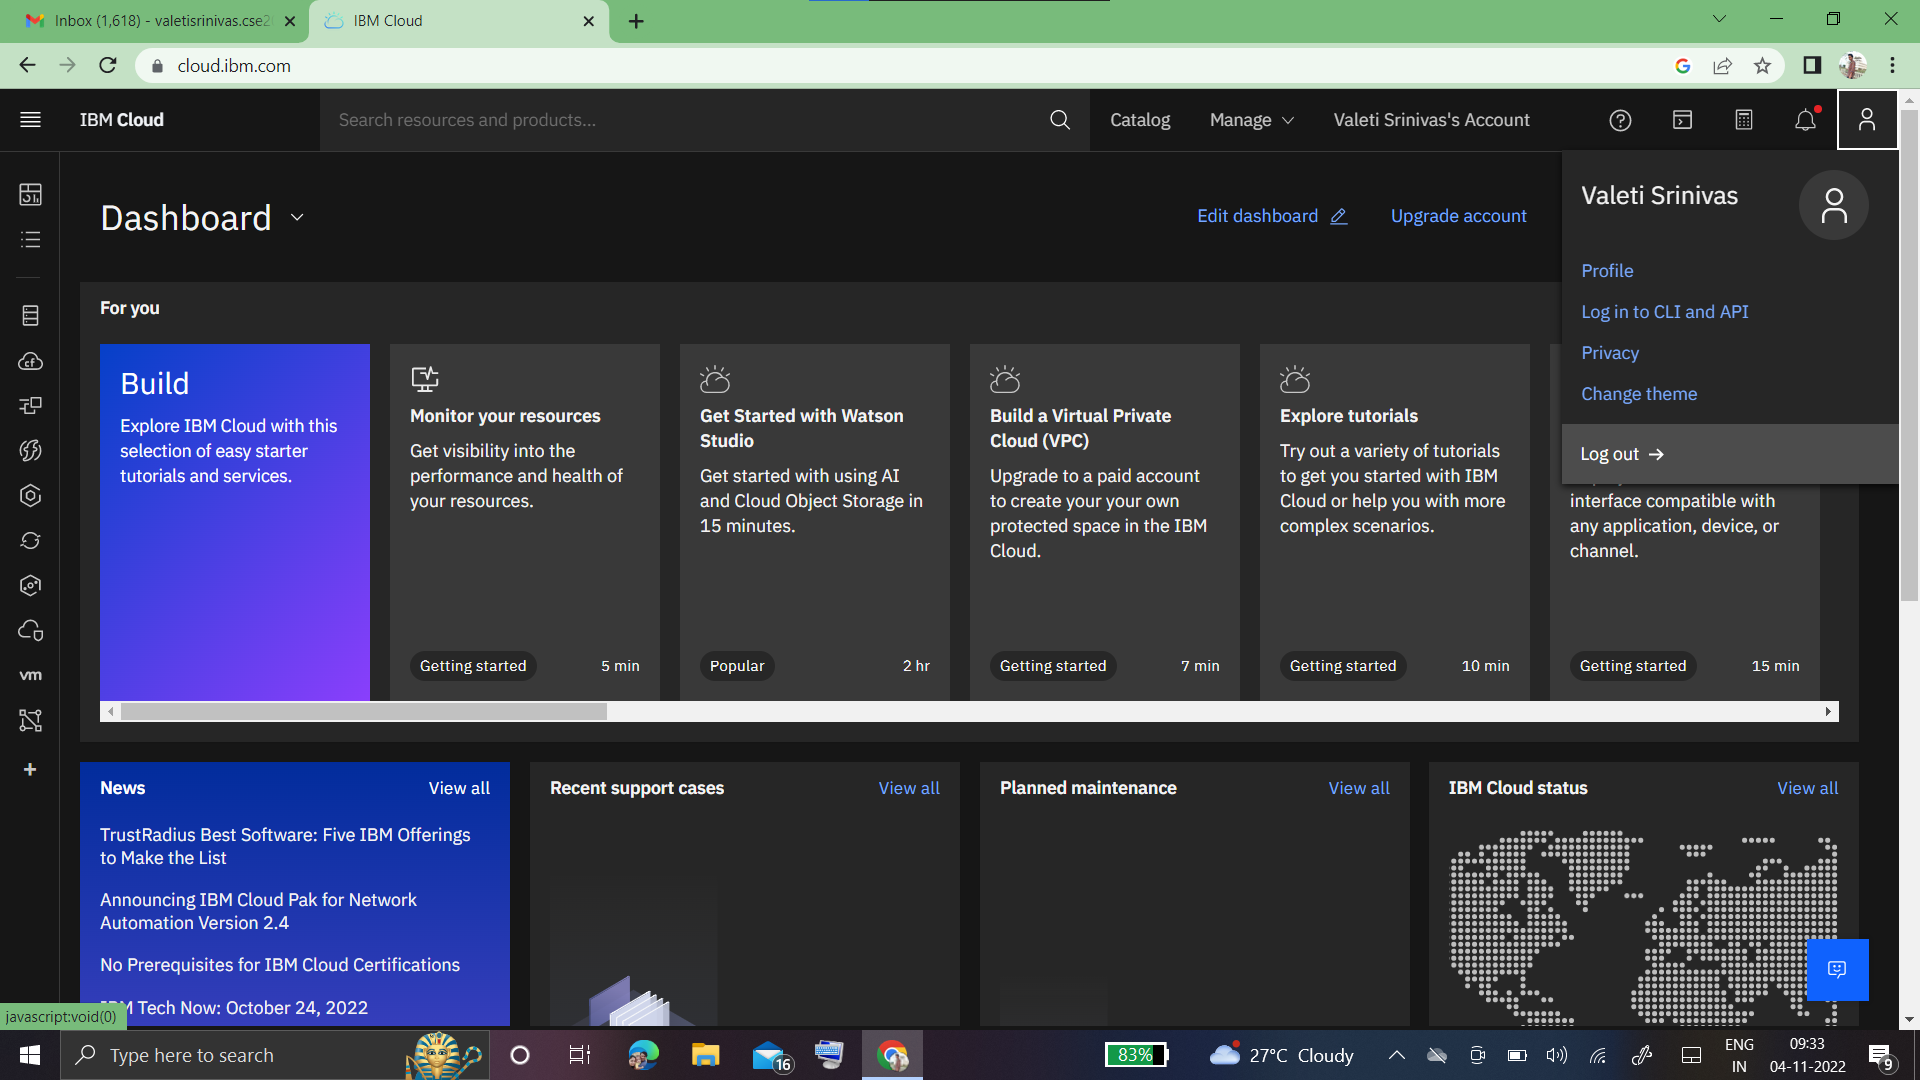 Inbox (1,618) - valetisrinivas.cse2
IBM Cloud
cloud.ibm.com
IBM Cloud
Search resources and products...
Catalog
Manage
Valeti Srinivas's Account
Valeti Srinivas
Profile
Log in to CLI and API
Privacy
Change theme
Log out
Dashboard
Edit dashboard
Upgrade account
For you
Build
Explore IBM Cloud with this
selection of easy starter
tutorials and services.
Monitor your resources
Get visibility into the
performance and health of
your resources.
Getting started
5 min
Get Started with Watson
Studio
Get started with using AI
and Cloud Object Storage in
15 minutes.
Popular
2 hr
Build a Virtual Private
Cloud (VPC)
Upgrade to a paid account
to create your your own
protected space in the IBM
Cloud.
Getting started
7 min
Explore tutorials
Try out a variety of tutorials
to get you started with IBM
Cloud or help you with more
complex scenarios.
Getting started
10 min
interface compatible with
any application, device, or
channel.
Getting started
15 min
cf
vm
News
View all
TrustRadius Best Software: Five IBM Offerings
to Make the List
Announcing IBM Cloud Pak for Network
Automation Version 2.4
No Prerequisites for IBM Cloud Certifications
Tech Now: October 24, 2022
Recent support cases
View all
Planned maintenance
View all
IBM Cloud status
View all
javascript:void(0)
Type here to search
16
83%
27°C Cloudy
ENG
IN
09:33
04-11-2022
9